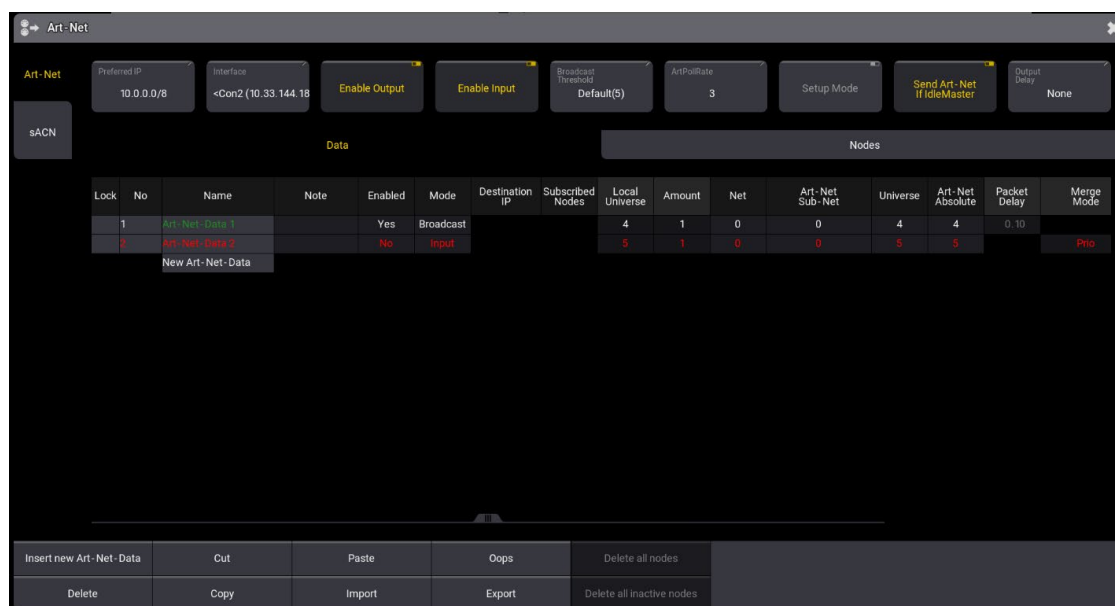 Art-Net
Art-Net
sACN
Preferred IP
10.0.0.0/8
Interface
<Con2 (10.33.144.18
Enable Output
Enable Input
Broadcast
Threshold
Default(5)
ArtPollRate
3
Setup Mode
Send Art-Net
If IdleMaster
Output
Delay
None
Data
Nodes
Lock No Name Note Enabled Mode Destination IP Subscribed Nodes Local Universe Amount Net Art-Net Sub-Net Universe Art-Net Absolute Packet Delay Merge Mode
1 Art-Net-Data 1 Yes Broadcast 4 1 0 0 4 4 0.10
2 Art-Net-Data 2 No Input 5 1 0 0 5 5 Prio
New Art-Net-Data
Insert new Art-Net-Data Cut Paste Oops Delete all nodes
Delete Copy Import Export Delete all inactive nodes